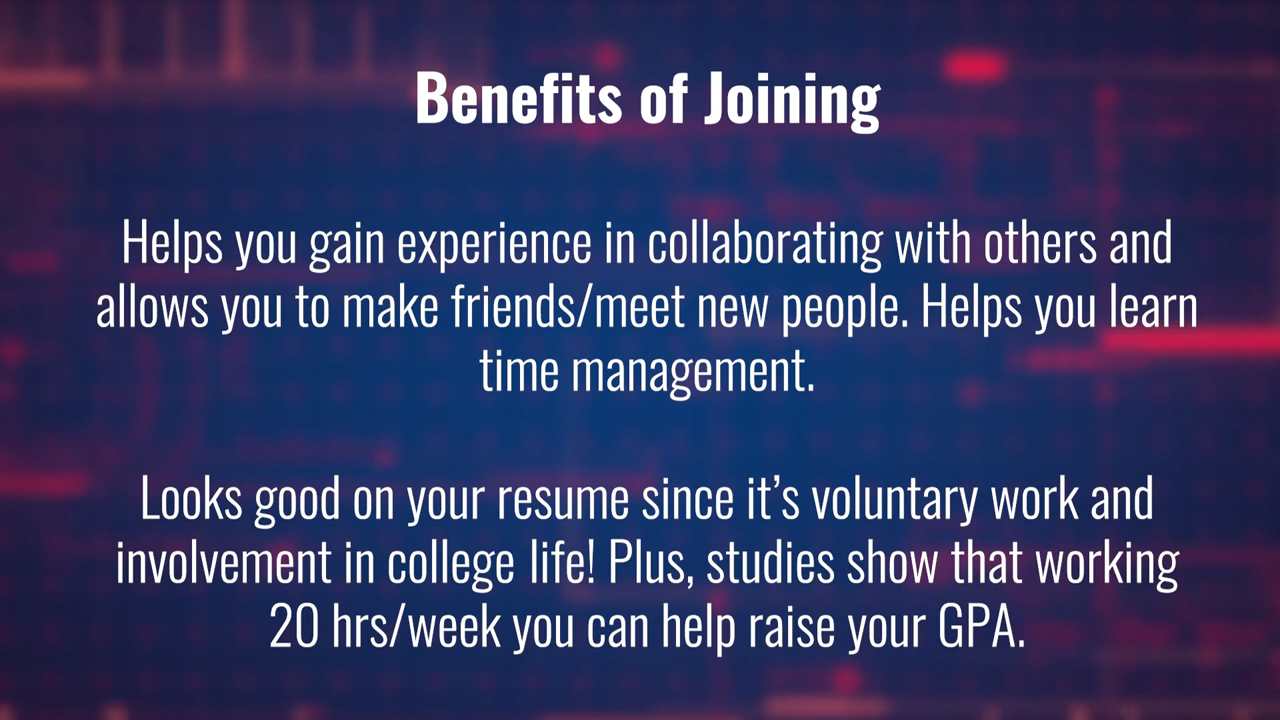 Benefits of Joining
Helps you gain experience in collaborating with others and
allows you to make friends/meet new people. Helps you learn
time management.
Looks good on your resume since it’s voluntary work and
involvement in college life! Plus, studies show that working
20 hrs/week you can help raise your GPA.